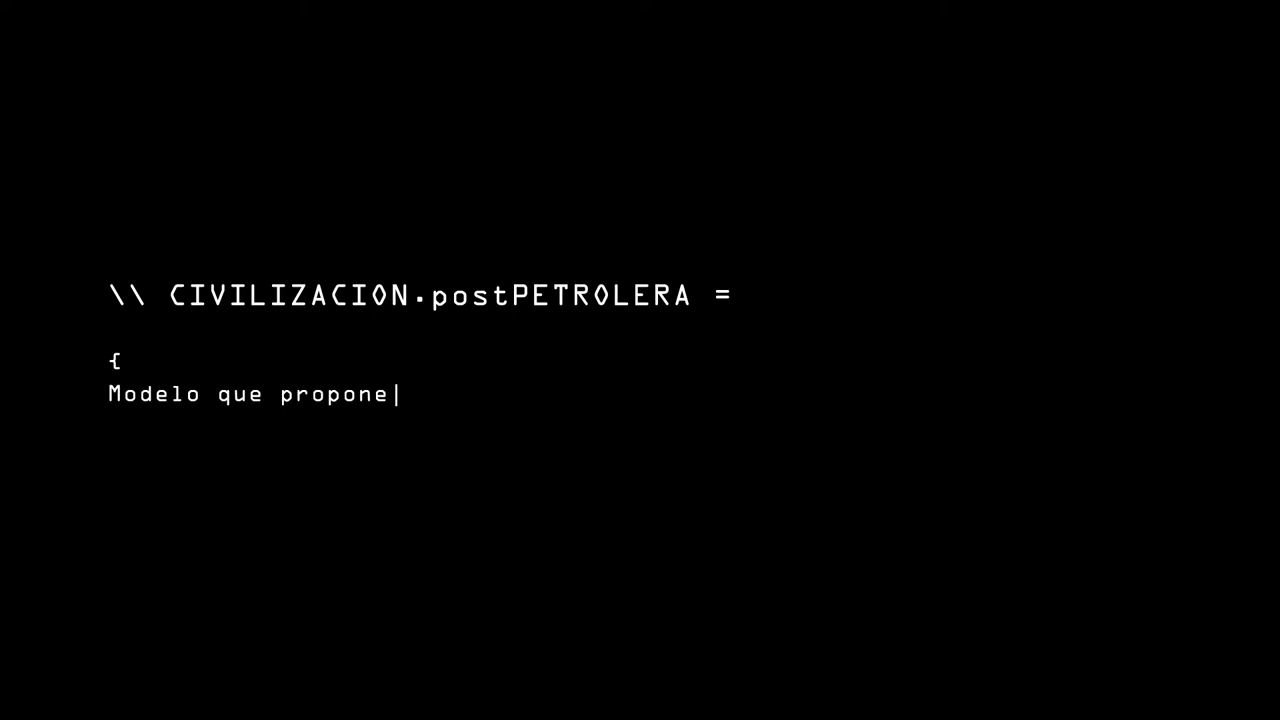 \\ CIVILIZACION.postPETROLERA =
{
Modelo que propone|